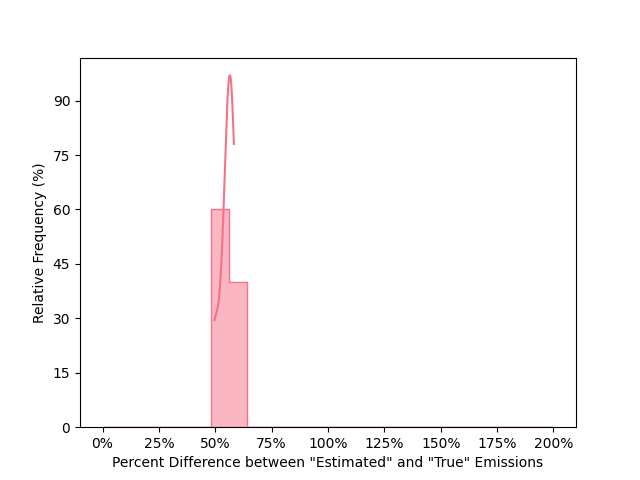 90
75
60
45
30
15
0
Relative Frequency (%)
0% 25% 50% 75% 100% 125% 150% 175% 200%
Percent Difference between "Estimated" and "True" Emissions